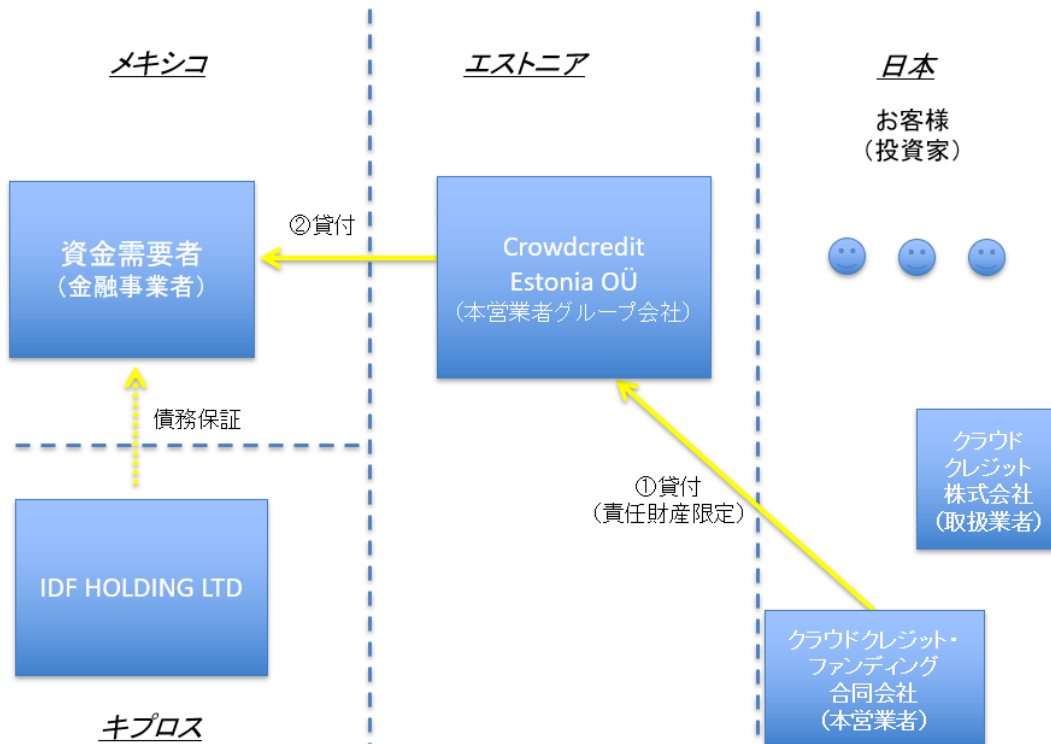 メキシコ
エストニア
日本
お客様
（投資家）
資金需要者
（金融事業者）
②貸付
Crowdcredit
Estonia OÜ
（本営業者グループ会社）
債務保証
クラウド
クレジット
株式会社
（取扱業者）
①貸付
（責任財産限定）
IDF HOLDING LTD
クラウドクレジット・
ファンディング
合同会社
（本営業者）
キプロス